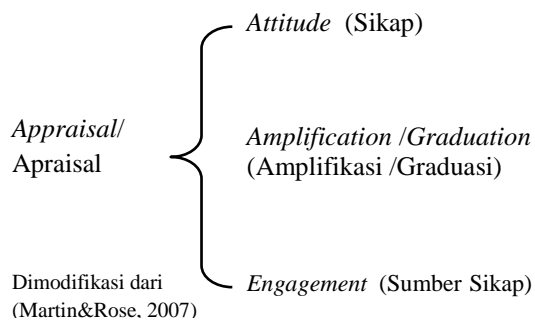 Attitude (Sikap)
Appraisal/
Apraisal
Amplification /Graduation
(Amplifikasi /Graduasi)
Dimodifikasi dari
(Martin&Rose, 2007)
Engagement (Sumber Sikap)